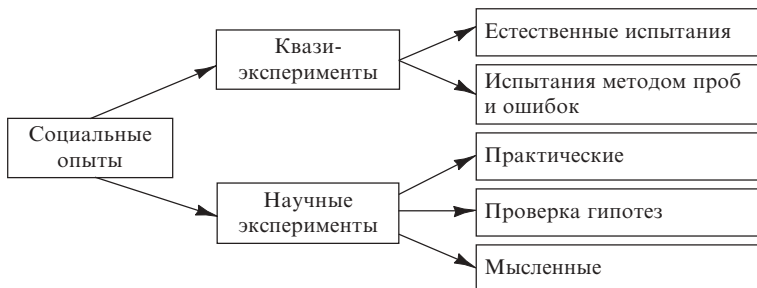 Социальные
опыты
Квази-
эксперименты
Естественные испытания
Испытания методом проб
и ошибок
Научные
эксперименты
Практические
Проверка гипотез
Мысленные